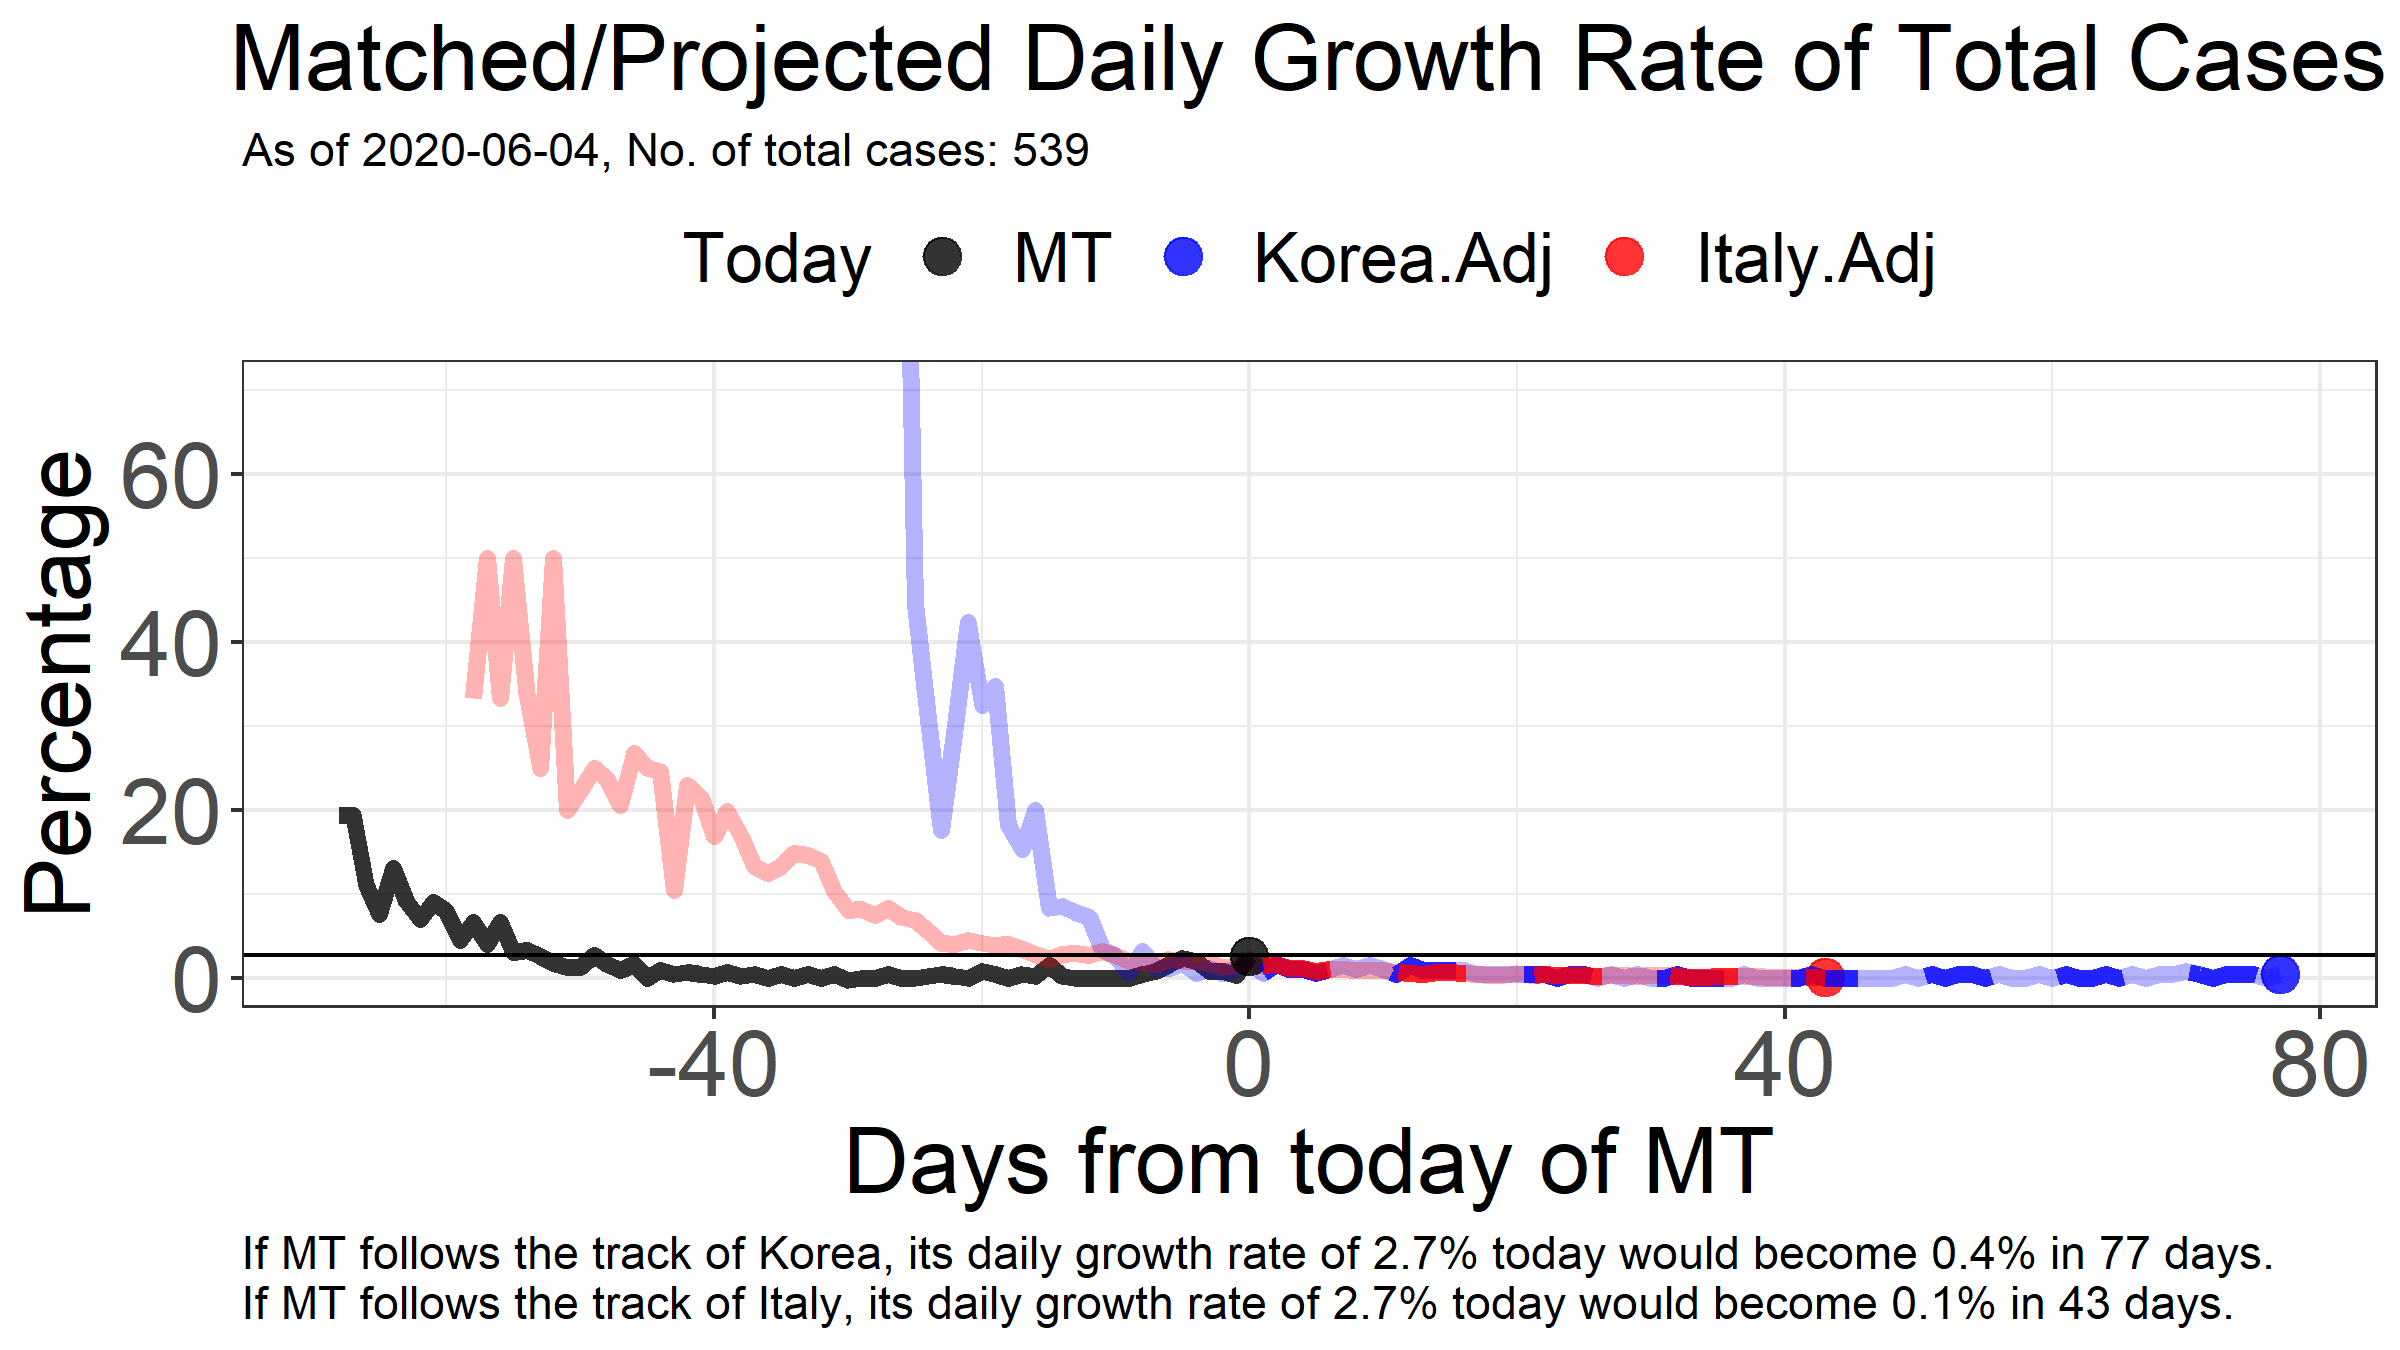 Matched/Projected Daily Growth Rate of Total Cases
As of 2020-06-04, No. of total cases: 539
Today MT Korea.Adj Italy.Adj
Percentage
60
40
20
0
-40 0 40 80
Days from today of MT
If MT follows the track of Korea, its daily growth rate of 2.7% today would become 0.4% in 77 days.
If MT follows the track of Italy, its daily growth rate of 2.7% today would become 0.1% in 43 days.